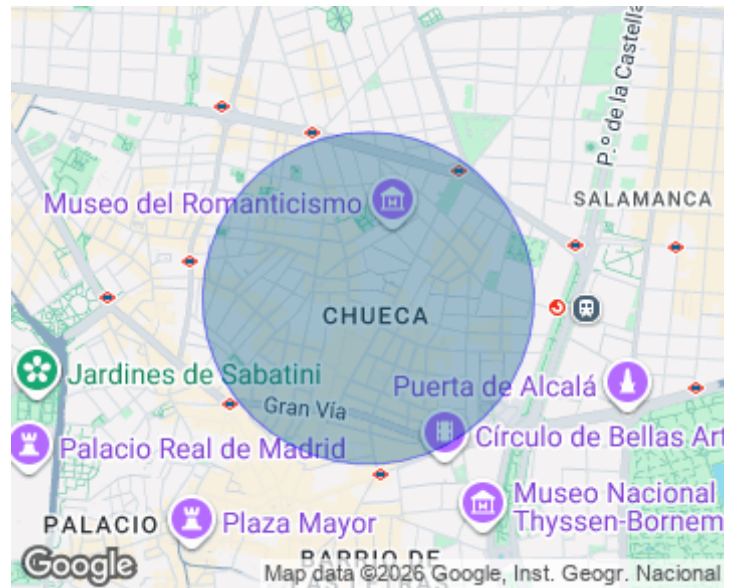 P.º de la Castella
Museo del Romanticismo
SALAMANCA
CHUECA
Jardines de Sabatini
Puerta de Alcalá
Gran Vía
Círculo de Bellas Art
Palacio Real de Madrid
Museo Nacional
Thyssen-Bornem
PALACIO
Plaza Mayor
BARRIO DE
Google
Map data ©2026 Google, Inst. Geogr. Nacional